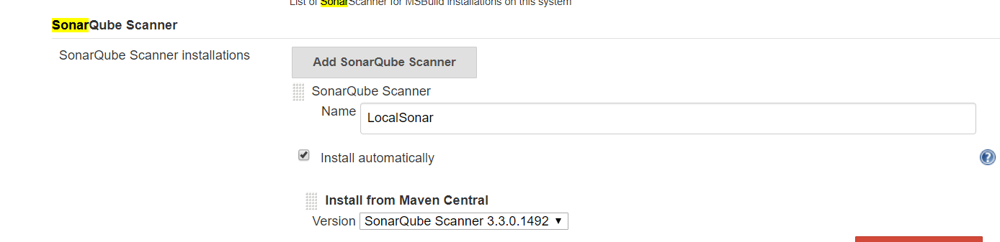 List of SonarScanner for MSBuild installations on this system
SonarQube Scanner
SonarQube Scanner installations
Add SonarQube Scanner
SonarQube Scanner
Name LocalSonar
Install automatically
Install from Maven Central
Version SonarQube Scanner 3.3.0.1492